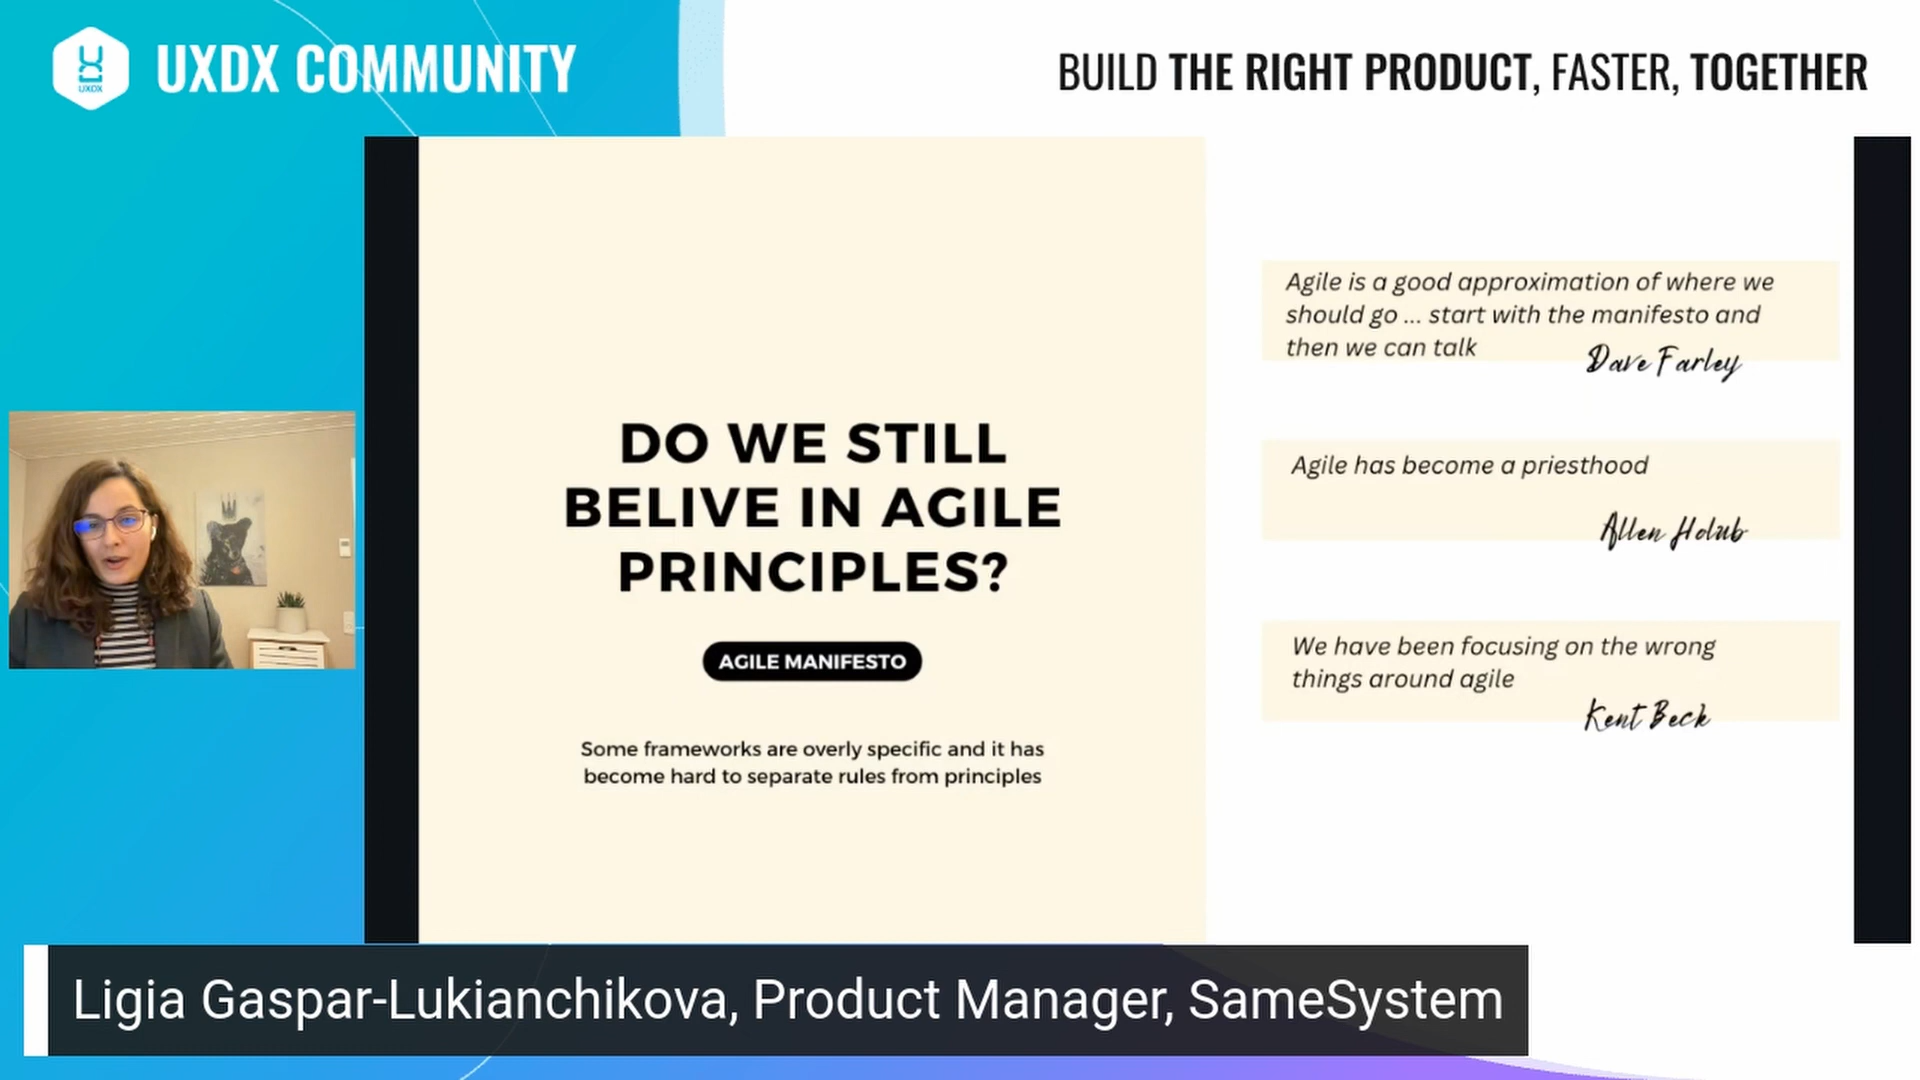 UXDX
UXDX COMMUNITY
BUILD THE RIGHT PRODUCT, FASTER, TOGETHER
DO WE STILL
BELIVE IN AGILE
PRINCIPLES?
AGILE MANIFESTO
Some frameworks are overly specific and it has
become hard to separate rules from principles
Agile is a good approximation of where we
should go ... start with the manifesto and
then we can talk
Dave Farley
Agile has become a priesthood
Allen Holub
We have been focusing on the wrong
things around agile
Kent Beck
Ligia Gaspar-Lukianchikova, Product Manager, SameSystem